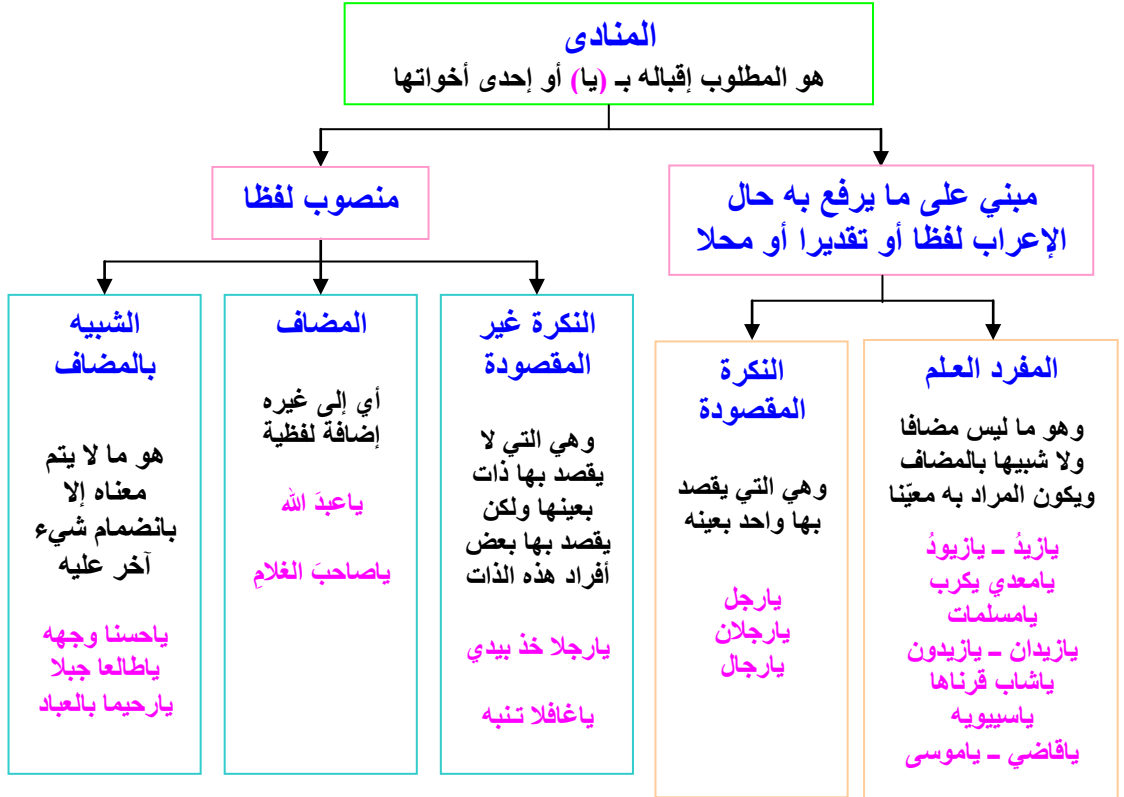 المنادى
هو المطلوب إقباله بـ (يا) أو إحدى أخواتها
مبني على ما يرفع به حال
الإعراب لفظا أو تقديرا أو محلا
منصوب لفظا
المفرد العلم
وهو ما ليس مضافا
ولا شبيها بالمضاف
ويكون المراد به معيّنا
يازيدُ – يازيودُ
يامعدي يكرب
يامسلمات
يازيدان – يازيدون
ياشاب قرناها
ياسيبويه
ياقاضي – ياموسى
النكرة
المقصودة
وهي التي يقصد
بها واحد بعينه
يارجل
يارجلان
يارجال
النكرة غير
المقصودة
وهي التي لا
يقصد بها ذات
بعينها ولكن
يقصد بها بعض
أفراد هذه الذات
يارجلا خذ بيدي
ياغافلا تنبه
المضاف
أي إلى غيره
إضافة لفظية
ياعبدَ الله
ياصاحبَ الغلامِ
الشبيه
بالمضاف
هو ما لا يتم
معناه إلا
بانضمام شيء
آخر عليه
ياحسنا وجهه
ياطالعا جبلا
يارحيما بالعباد